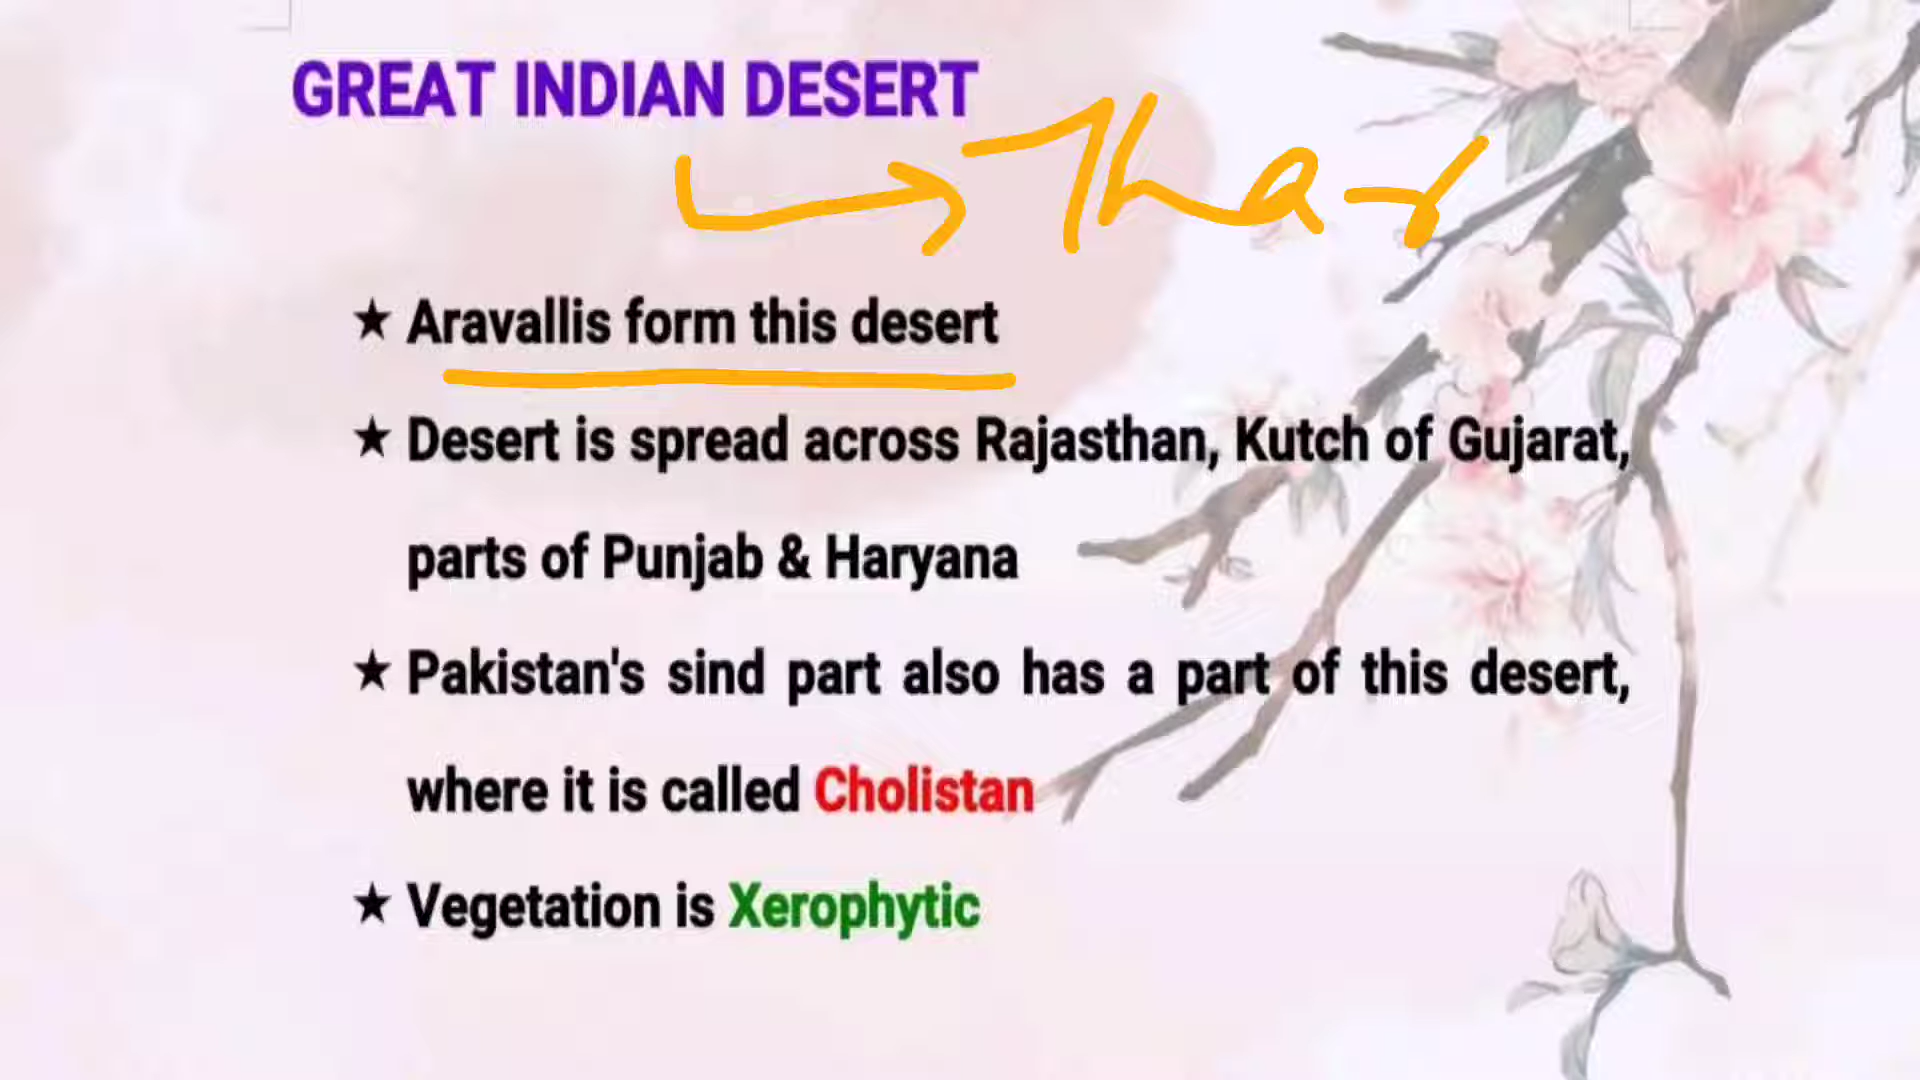 GREAT INDIAN DESERT
Thar
★ Aravallis form this desert
★ Desert is spread across Rajasthan, Kutch of Gujarat,
parts of Punjab & Haryana
★ Pakistan's sind part also has a part of this desert,
where it is called Cholistan
★ Vegetation is Xerophytic